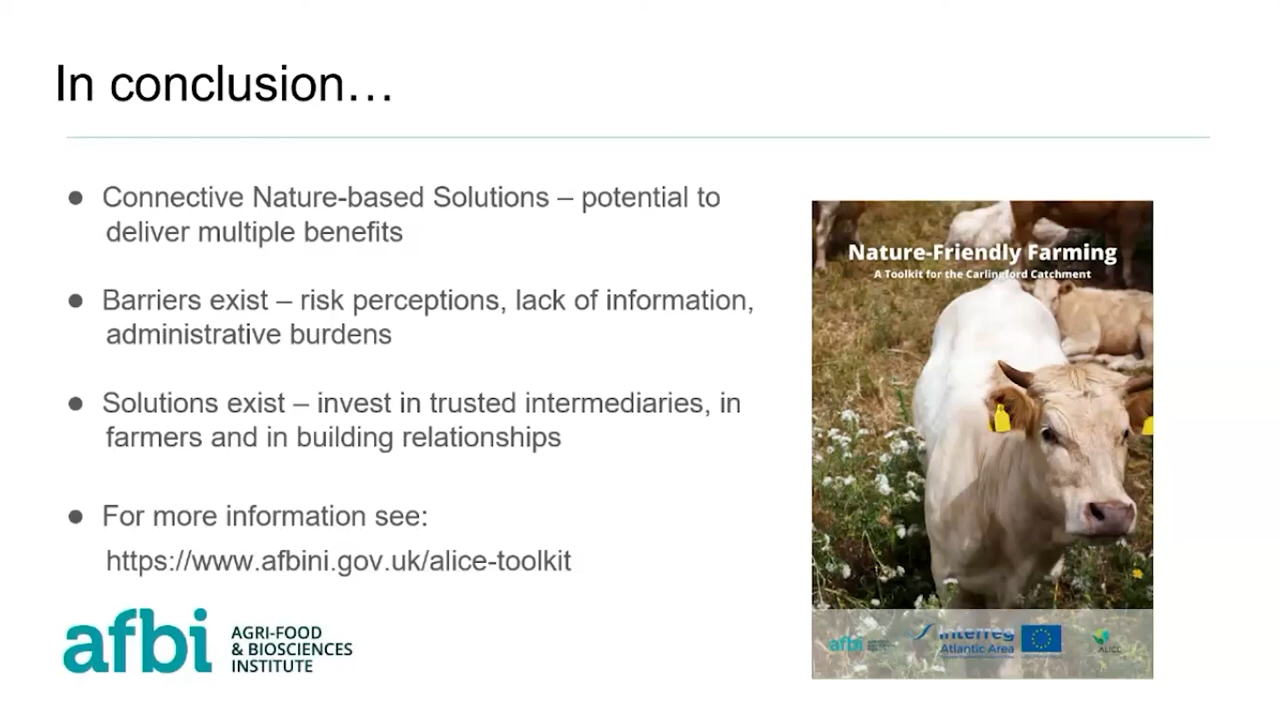 In conclusion…
● Connective Nature-based Solutions – potential to
deliver multiple benefits
● Barriers exist – risk perceptions, lack of information,
administrative burdens
● Solutions exist – invest in trusted intermediaries, in
farmers and in building relationships
● For more information see:
https://www.afbini.gov.uk/alice-toolkit
afbi
AGRI-FOOD
& BIOSCIENCES
INSTITUTE
Nature-Friendly Farming
A Toolkit for the Carlingford Catchment
afbi
Interreg
Atlantic Area
ALICE